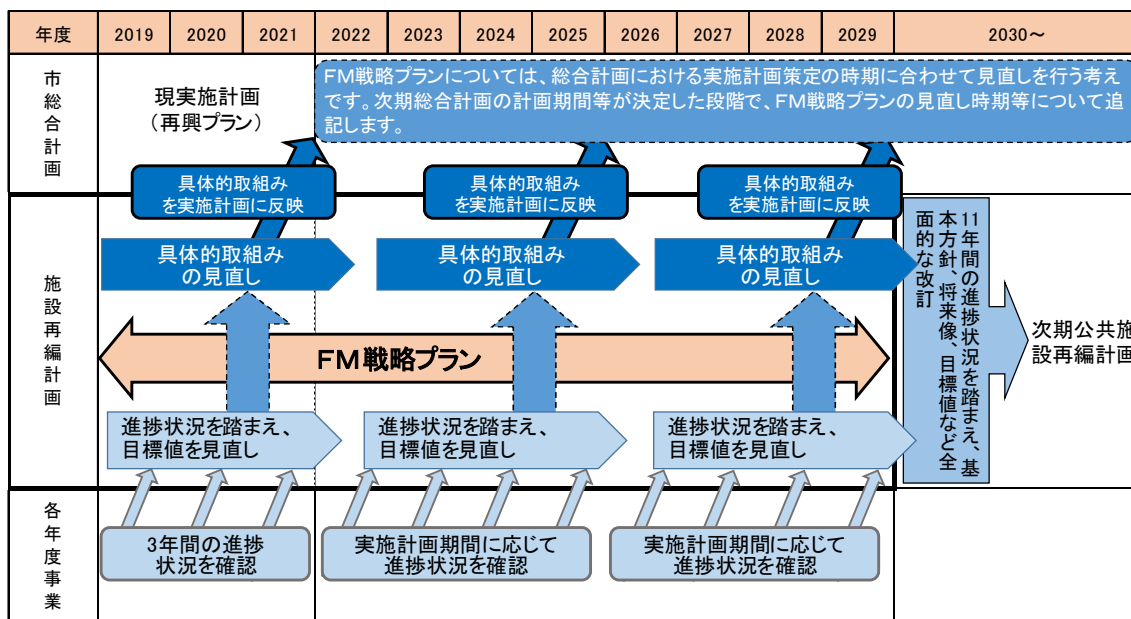 年度
2019
2020
2021
2022
2023
2024
2025
2026
2027
2028
2029
2030～
市総合計画
現実施計画
（再興プラン）
ＦＭ戦略プランについては、総合計画における実施計画策定の時期に合わせて見直しを行う考え
です。次期総合計画の計画期間等が決定した段階で、ＦＭ戦略プランの見直し時期等について追
記します。
具体的取組み
を実施計画に反映
具体的取組み
を実施計画に反映
具体的取組み
を実施計画に反映
施設再編計画
具体的取組み
の見直し
具体的取組み
の見直し
具体的取組み
の見直し
ＦＭ戦略プラン
進捗状況を踏まえ、
目標値を見直し
進捗状況を踏まえ、
目標値を見直し
進捗状況を踏まえ、
目標値を見直し
11年間の進捗状況を踏まえ、基
本方針、将来像、目標値など全
面的な改訂
次期公共施
設再編計画
各年度事業
3年間の進捗
状況を確認
実施計画期間に応じて
進捗状況を確認
実施計画期間に応じて
進捗状況を確認